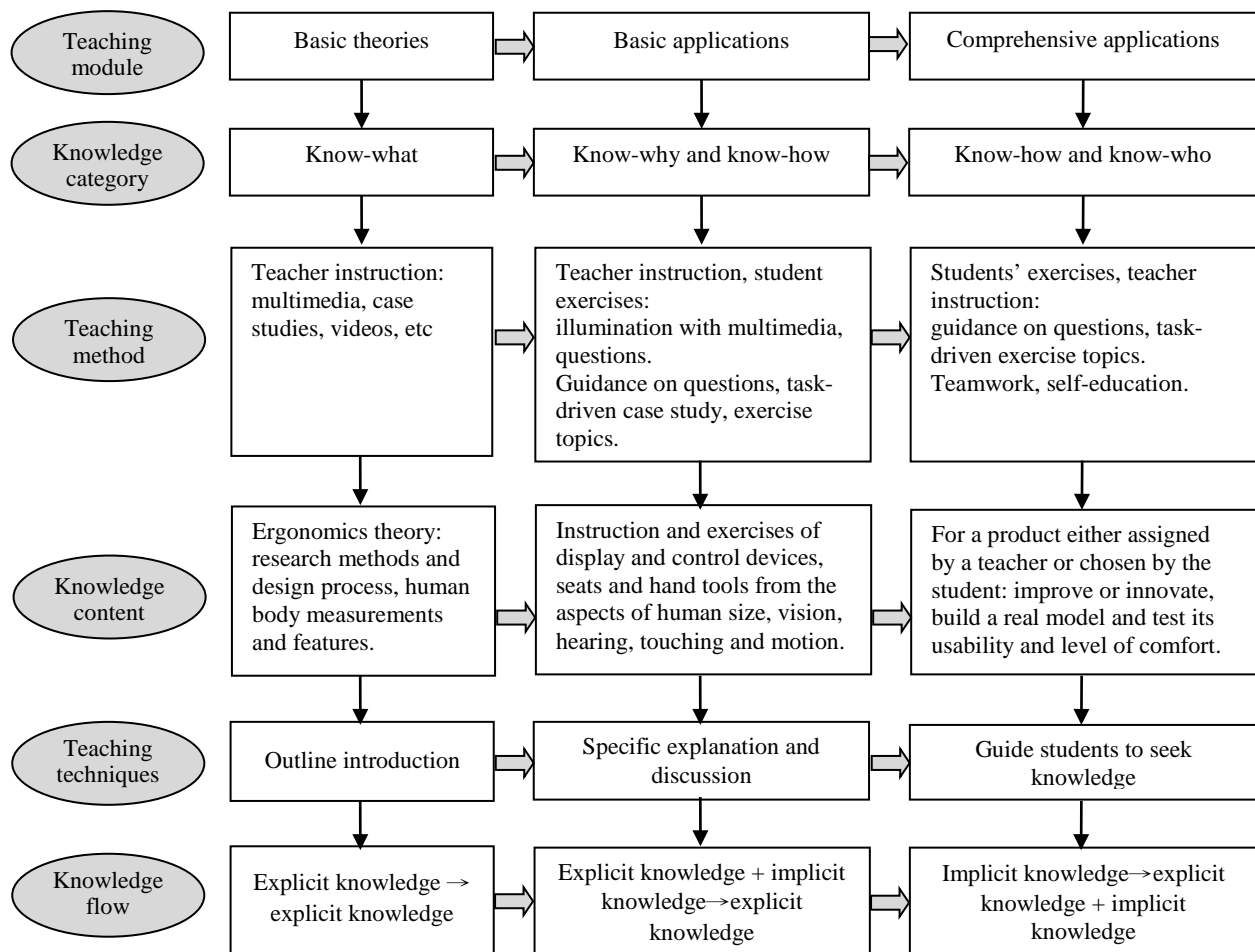 Teaching
module
Basic theories
Basic applications
Comprehensive applications
Knowledge
category
Know-what
Know-why and know-how
Know-how and know-who
Teaching
method
Teacher instruction:
multimedia, case
studies, videos, etc
Teacher instruction, student
exercises:
illumination with multimedia,
questions.
Guidance on questions, task-
driven case study, exercise
topics.
Students’ exercises, teacher
instruction:
guidance on questions, task-
driven exercise topics.
Teamwork, self-education.
Knowledge
content
Ergonomics theory:
research methods and
design process, human
body measurements
and features.
Instruction and exercises of
display and control devices,
seats and hand tools from the
aspects of human size, vision,
hearing, touching and motion.
For a product either assigned
by a teacher or chosen by the
student: improve or innovate,
build a real model and test its
usability and level of comfort.
Teaching
techniques
Outline introduction
Specific explanation and
discussion
Guide students to seek
knowledge
Knowledge
flow
Explicit knowledge →
explicit knowledge
Explicit knowledge + implicit
knowledge→explicit
knowledge
Implicit knowledge→explicit
knowledge + implicit
knowledge